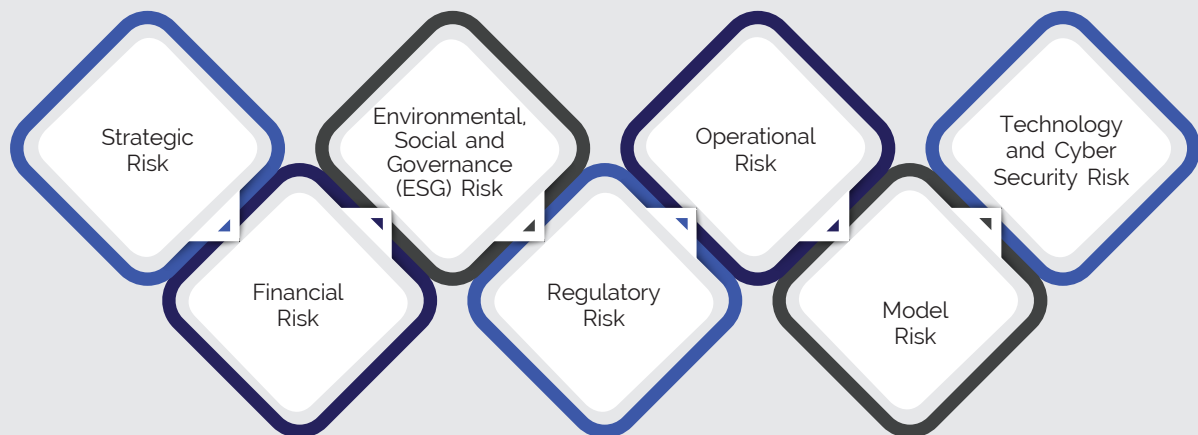 Strategic
Risk
Financial
Risk
Environmental,
Social and
Governance
(ESG) Risk
Regulatory
Risk
Operational
Risk
Model
Risk
Technology
and Cyber
Security Risk